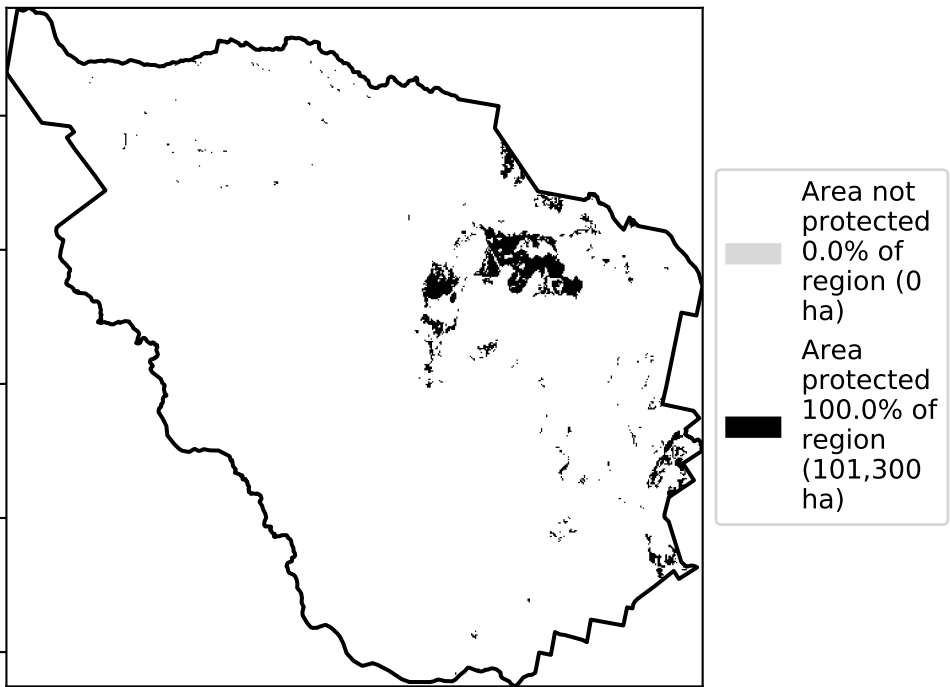 Area not
protected
0.0% of
region (0
ha)
Area
protected
100.0% of
region
(101,300
ha)